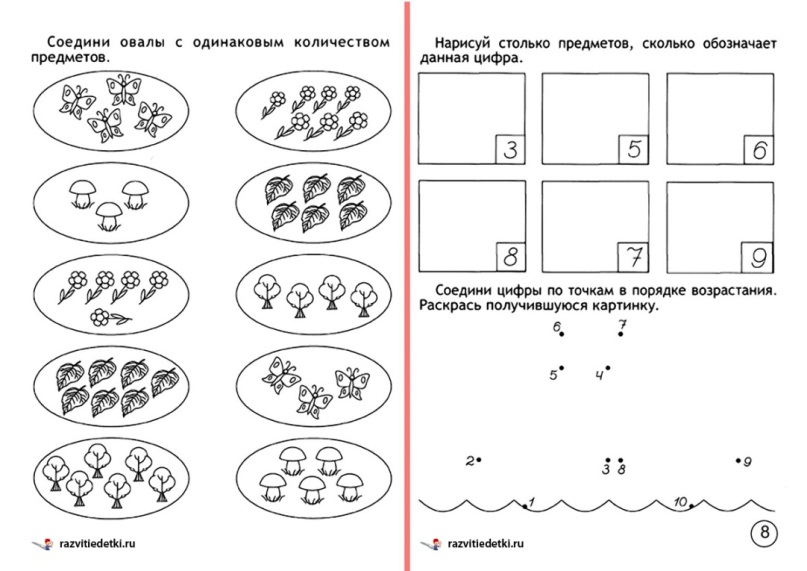 Соедини овалы с одинаковым количеством
предметов.
razvitiedetki.ru
Нарисуй столько предметов, сколько обозначает
данная цифра.
3 5 6
8 7 9
Соедини цифры по точкам в порядке возрастания.
Раскрась получившуюся картинку.
6 7
5 4
2 3 8 9
1 10
8
razvitiedetki.ru